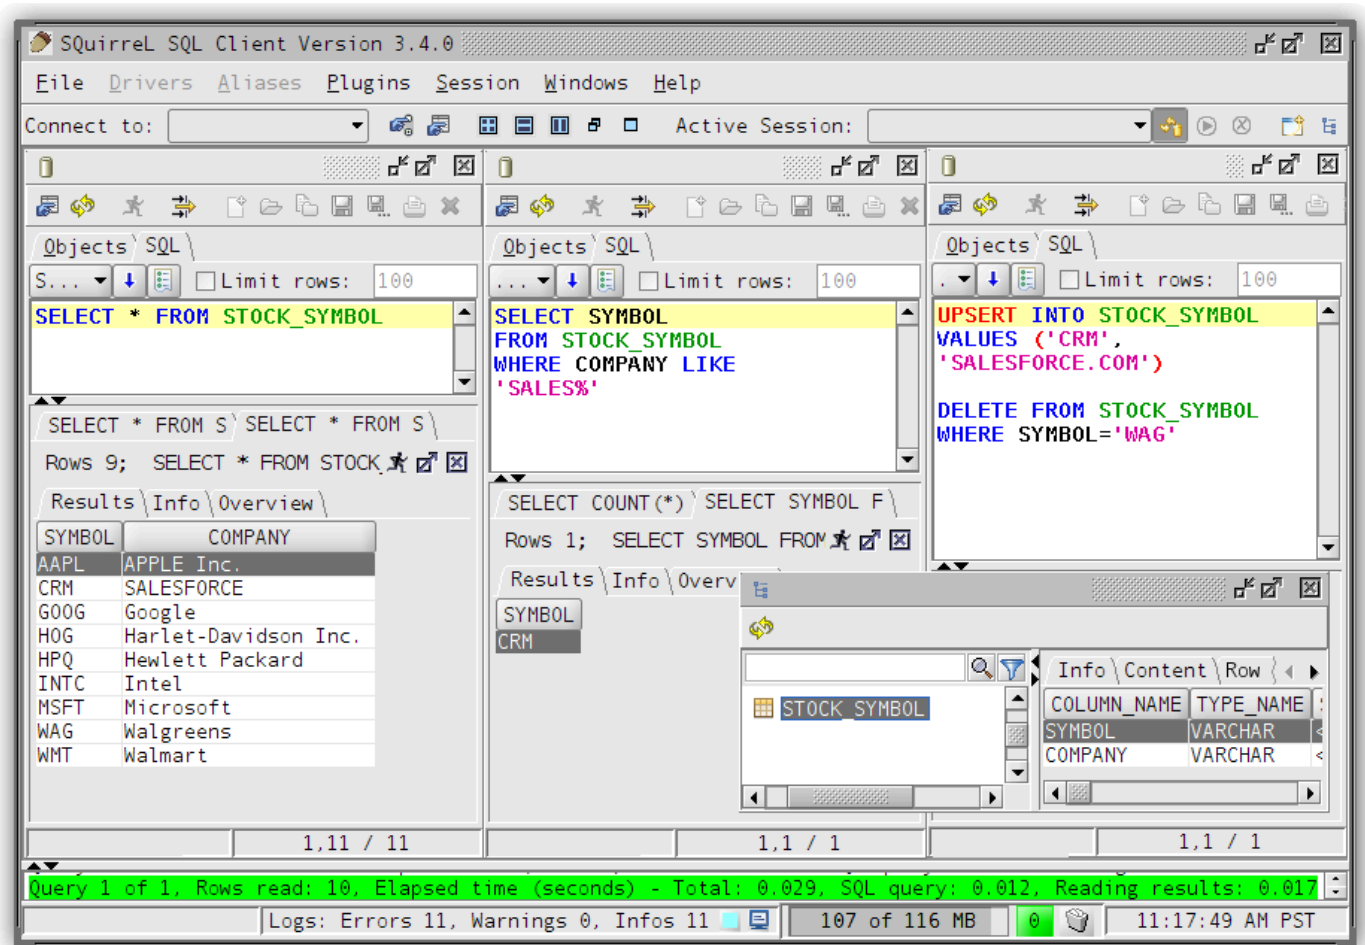 SQuirreL SQL Client Version 3.4.0
File Drivers Aliases Plugins Session Windows Help
Connect to: Active Session:
Objects SQL
S... Limit rows: 100
SELECT * FROM STOCK_SYMBOL
SELECT * FROM S SELECT * FROM S
Rows 9; SELECT * FROM STOCK
Results Info Overview
SYMBOL COMPANY
AAPL APPLE Inc.
CRM SALESFORCE
GOOG Google
HOG Harlet-Davidson Inc.
HPQ Hewlett Packard
INTC Intel
MSFT Microsoft
WAG Walgreens
WMT Walmart
1,11 / 11
Objects SQL
... Limit rows: 100
SELECT SYMBOL
FROM STOCK_SYMBOL
WHERE COMPANY LIKE
'SALES%'
SELECT COUNT(*) SELECT SYMBOL F
Rows 1; SELECT SYMBOL FROM
Results Info Overv
SYMBOL
CRM
1,1 / 1
Objects SQL
. Limit rows: 100
UPSERT INTO STOCK_SYMBOL
VALUES ('CRM',
'SALESFORCE.COM')
DELETE FROM STOCK_SYMBOL
WHERE SYMBOL='WAG'
STOCK_SYMBOL
Info Content Row
COLUMN_NAME TYPE_NAME
SYMBOL VARCHAR <
COMPANY VARCHAR <
1,1 / 1
Query 1 of 1, Rows read: 10, Elapsed time (seconds) - Total: 0.029, SQL query: 0.012, Reading results: 0.017
Logs: Errors 11, Warnings 0, Infos 11 107 of 116 MB 0 11:17:49 AM PST